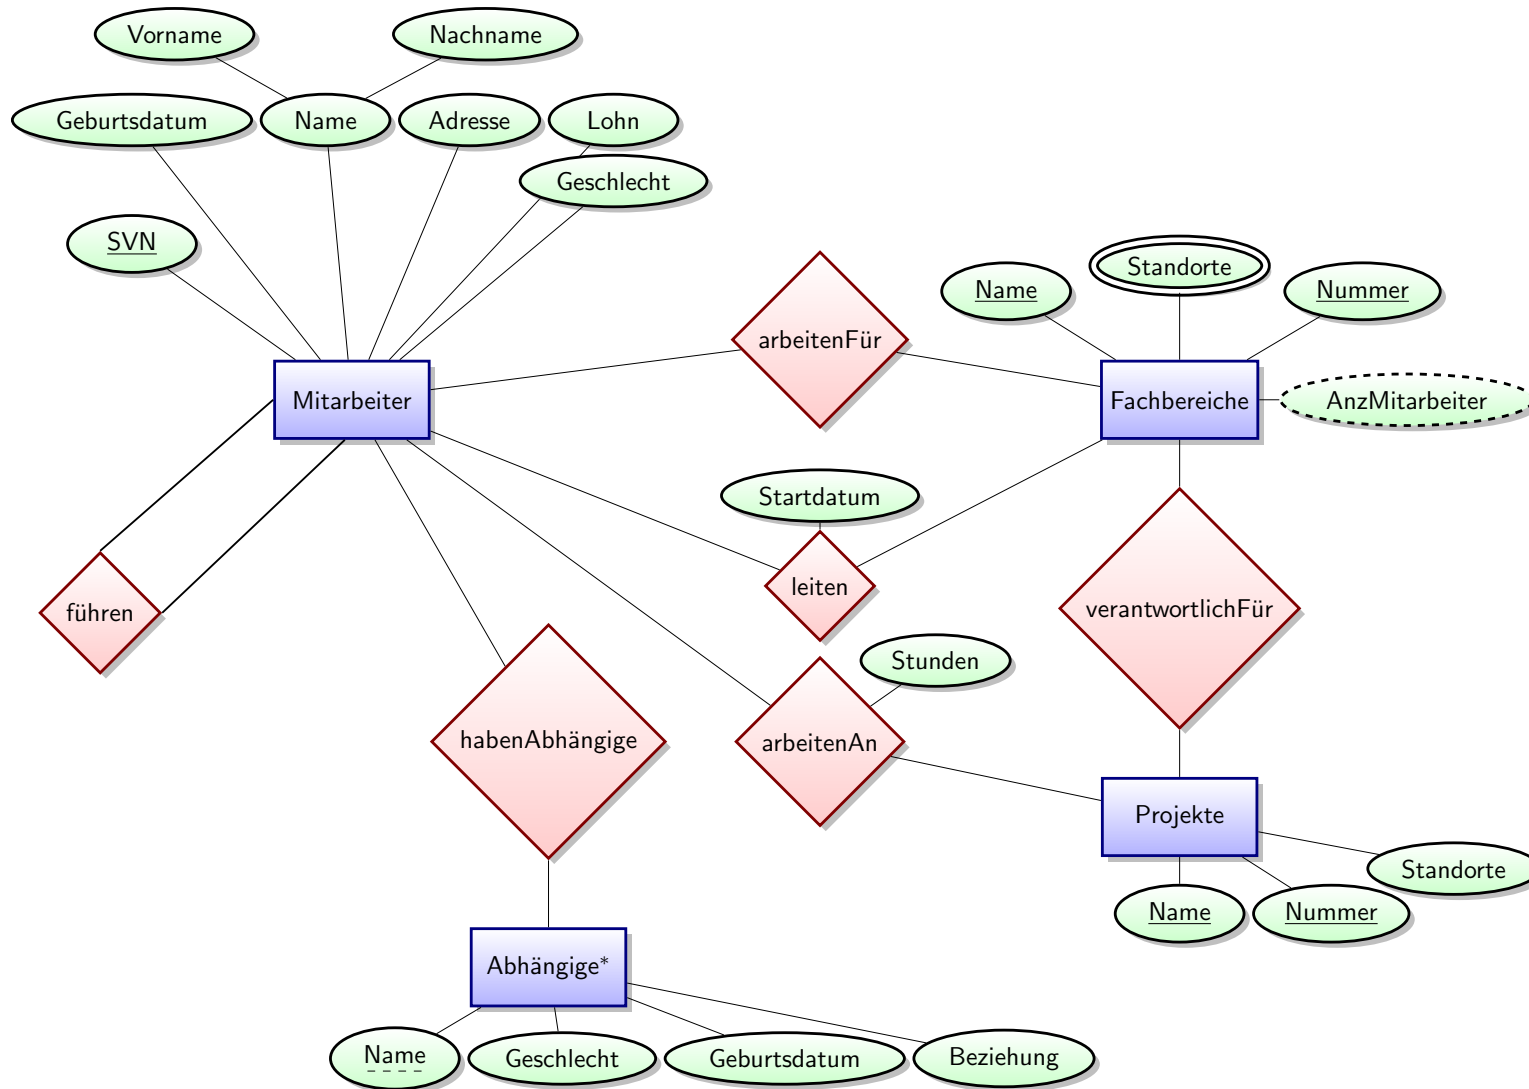 Vorname
Nachname
Geburtsdatum
Name
Adresse
Lohn
Geschlecht
SVN
Standorte
Name
Nummer
arbeitenFür
Mitarbeiter
Fachbereiche
AnzMitarbeiter
Startdatum
leiten
führen
verantwortlichFür
Stunden
habenAbhängige
arbeitenAn
Projekte
Standorte
Name
Nummer
Abhängige*
Name
Geschlecht
Geburtsdatum
Beziehung